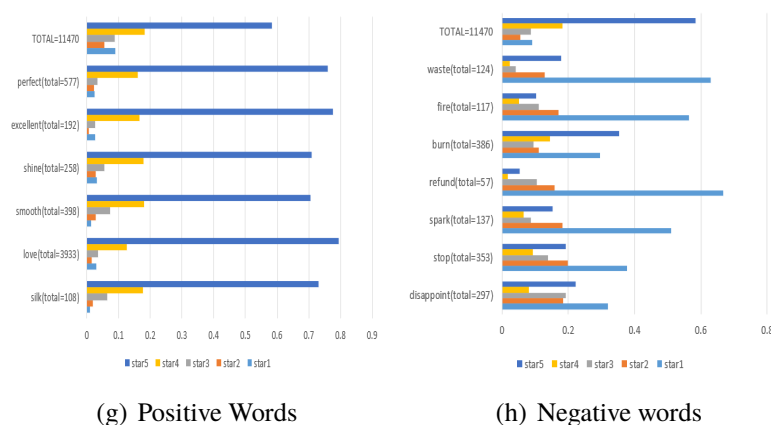 TOTAL=11470
perfect(total=577)
excellent(total=192)
shine(total=258)
smooth(total=398)
love(total=3933)
silk(total=108)
0 0.1 0.2 0.3 0.4 0.5 0.6 0.7 0.8 0.9
star5 star4 star3 star2 star1
(g) Positive Words
TOTAL=11470
waste(total=124)
fire(total=117)
burn(total=386)
refund(total=57)
spark(total=137)
stop(total=353)
disappoint(total=297)
0 0.2 0.4 0.6 0.8
star5 star4 star3 star2 star1
(h) Negative words